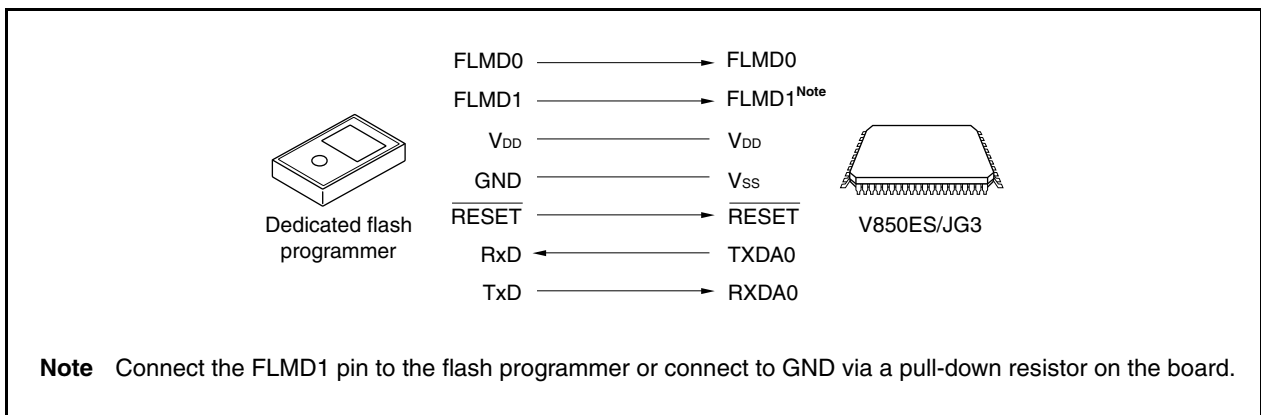 FLMD0 FLMD0
FLMD1 FLMD1Note
VDD VDD
GND VSS
RESET RESET
Dedicated flash
programmer
V850ES/JG3
RxD TXDA0
TxD RXDA0
Note Connect the FLMD1 pin to the flash programmer or connect to GND via a pull-down resistor on the board.